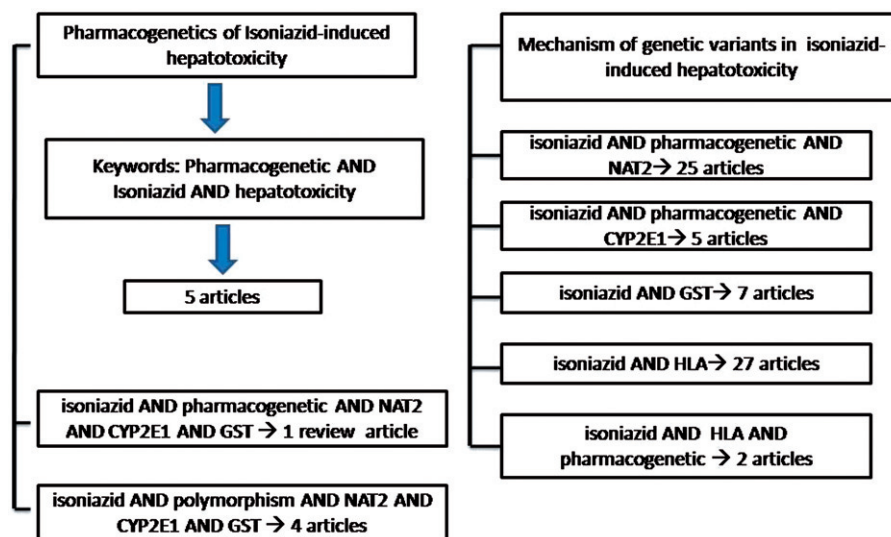 Pharmacogenetics of Isoniazid-induced
hepatotoxicity
Keywords: Pharmacogenetic AND
Isoniazid AND hepatotoxicity
5 articles
isoniazid AND pharmacogenetic AND NAT2
AND CYP2E1 AND GST → 1 review article
isoniazid AND polymorphism AND NAT2 AND
CYP2E1 AND GST → 4 articles
Mechanism of genetic variants in isoniazid-
induced hepatotoxicity
isoniazid AND pharmacogenetic AND
NAT2→ 25 articles
isoniazid AND pharmacogenetic AND
CYP2E1→ 5 articles
isoniazid AND GST→ 7 articles
isoniazid AND HLA→ 27 articles
isoniazid AND HLA AND
pharmacogenetic → 2 articles